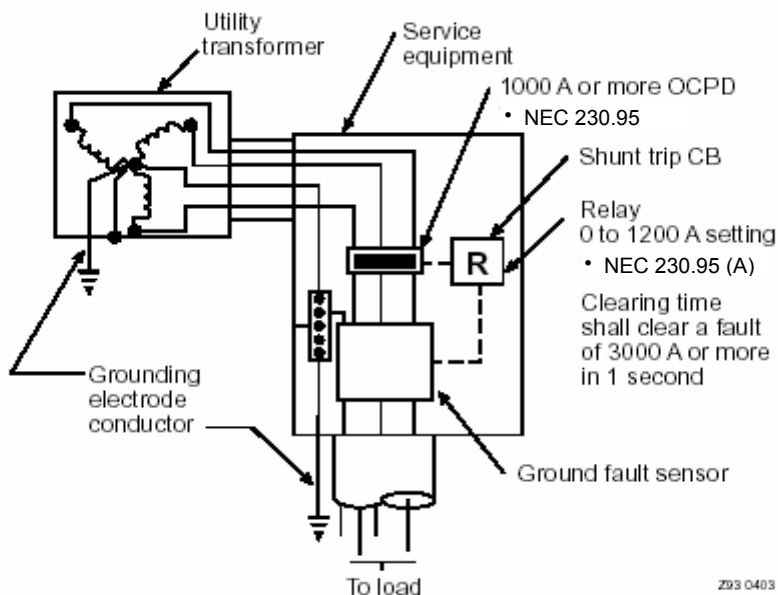 Utility
transformer
Service
equipment
1000 A or more OCPD
• NEC 230.95
Shunt trip CB
Relay
0 to 1200 A setting
• NEC 230.95 (A)
Clearing time
shall clear a fault
of 3000 A or more
in 1 second
R
Grounding
electrode
conductor
Ground fault sensor
To load
Z93 0403